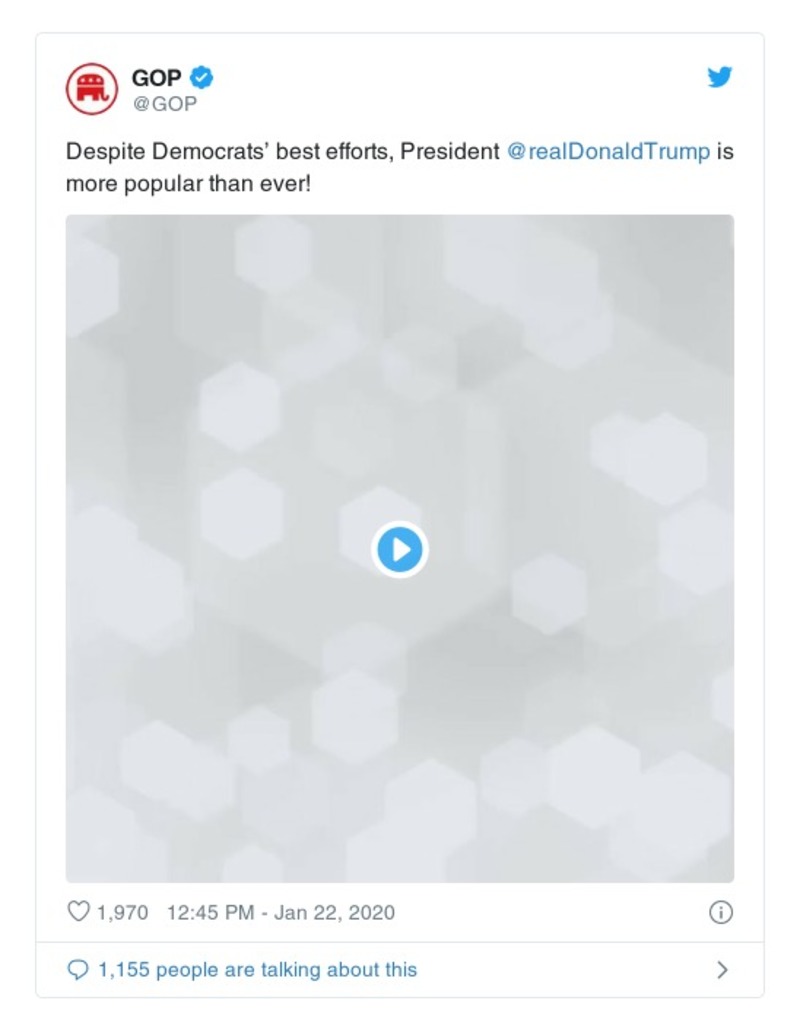 GOP
@GOP
Despite Democrats’ best efforts, President @realDonaldTrump is
more popular than ever!
1,970 12:45 PM - Jan 22, 2020
1,155 people are talking about this